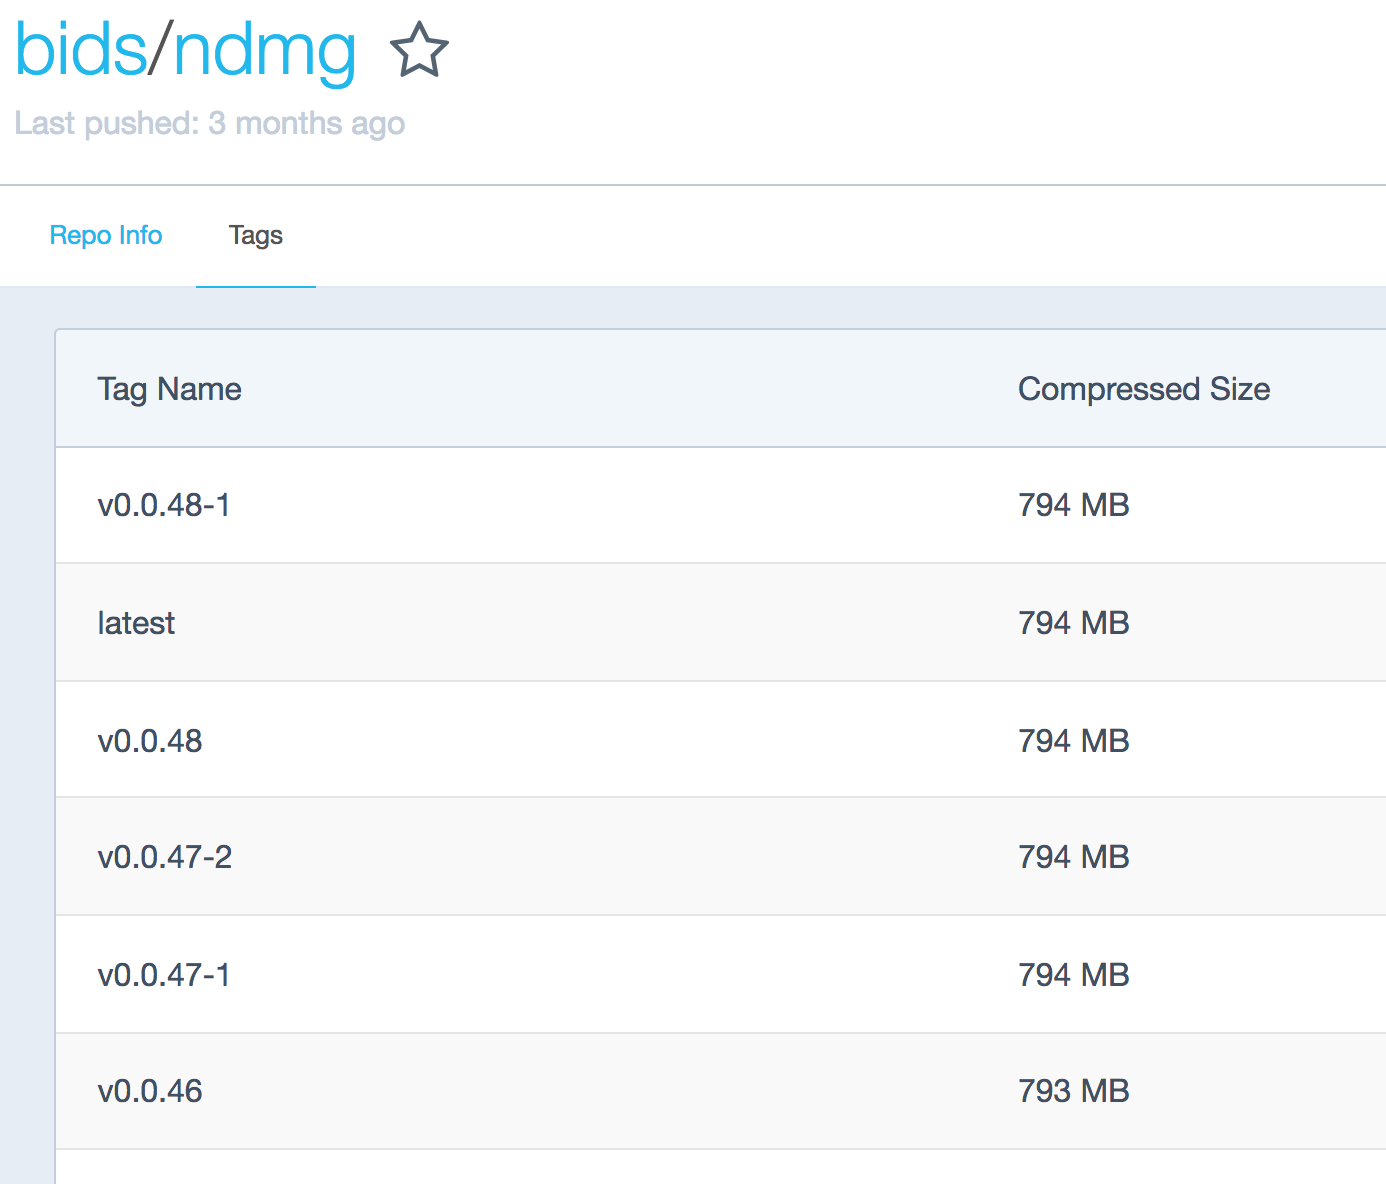 bids/ndmg
Last pushed: 3 months ago
Repo Info Tags
Tag Name Compressed Size
v0.0.48-1 794 MB
latest 794 MB
v0.0.48 794 MB
v0.0.47-2 794 MB
v0.0.47-1 794 MB
v0.0.46 793 MB